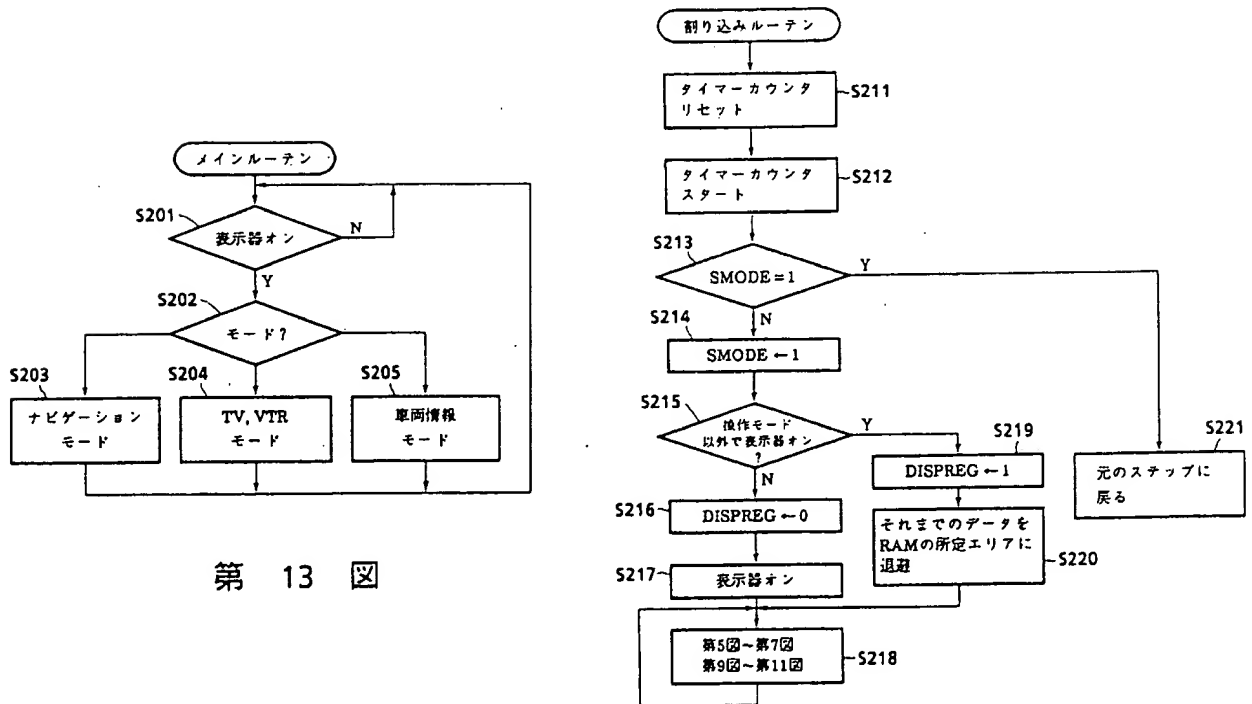 メインルーテン
S201
表示器オン
N
Y
S202
モード?
S203
ナビゲーション
モード
S204
TV, VTR
モード
S205
車両情報
モード
第 13 図
割り込みルーテン
タイマーカウンタ
リセット
S211
タイマーカウンタ
スタート
S212
S213
SMODE=1
Y
N
S214
SMODE←1
S215
操作モード
以外で表示器オン
?
Y
N
S216
DISPREG←0
S217
表示器オン
第5図~第7図
第9図~第11図
S218
S219
DISPREG←1
それまでのデータを
RAMの所定エリアに
退避
S220
S221
元のステップに
戻る